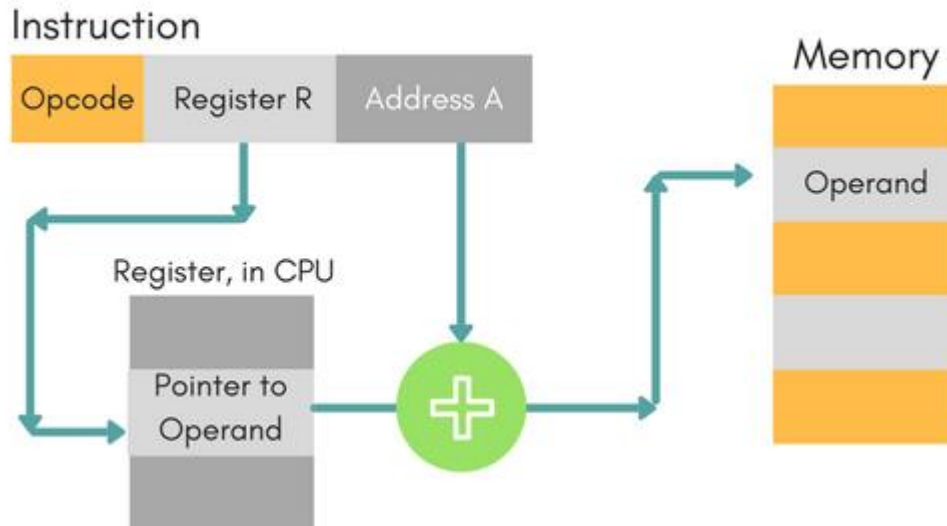 Instruction
Opcode Register R Address A
Memory
Operand
Register, in CPU
Pointer to
Operand